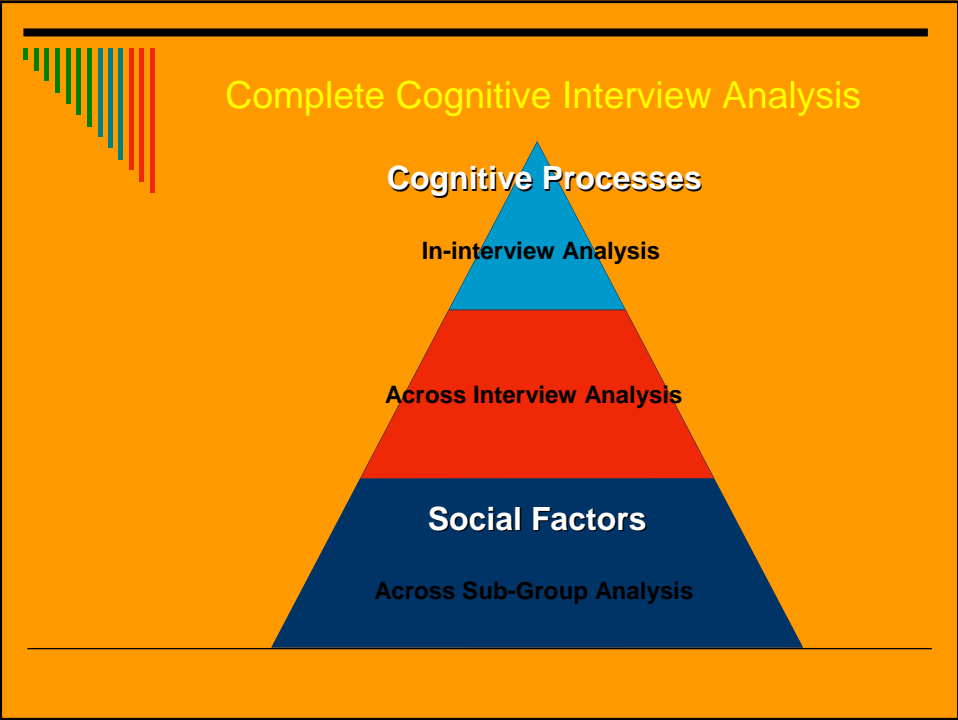 Complete Cognitive Interview Analysis
Cognitive Processes
In-interview Analysis
Across Interview Analysis
Social Factors
Across Sub-Group Analysis